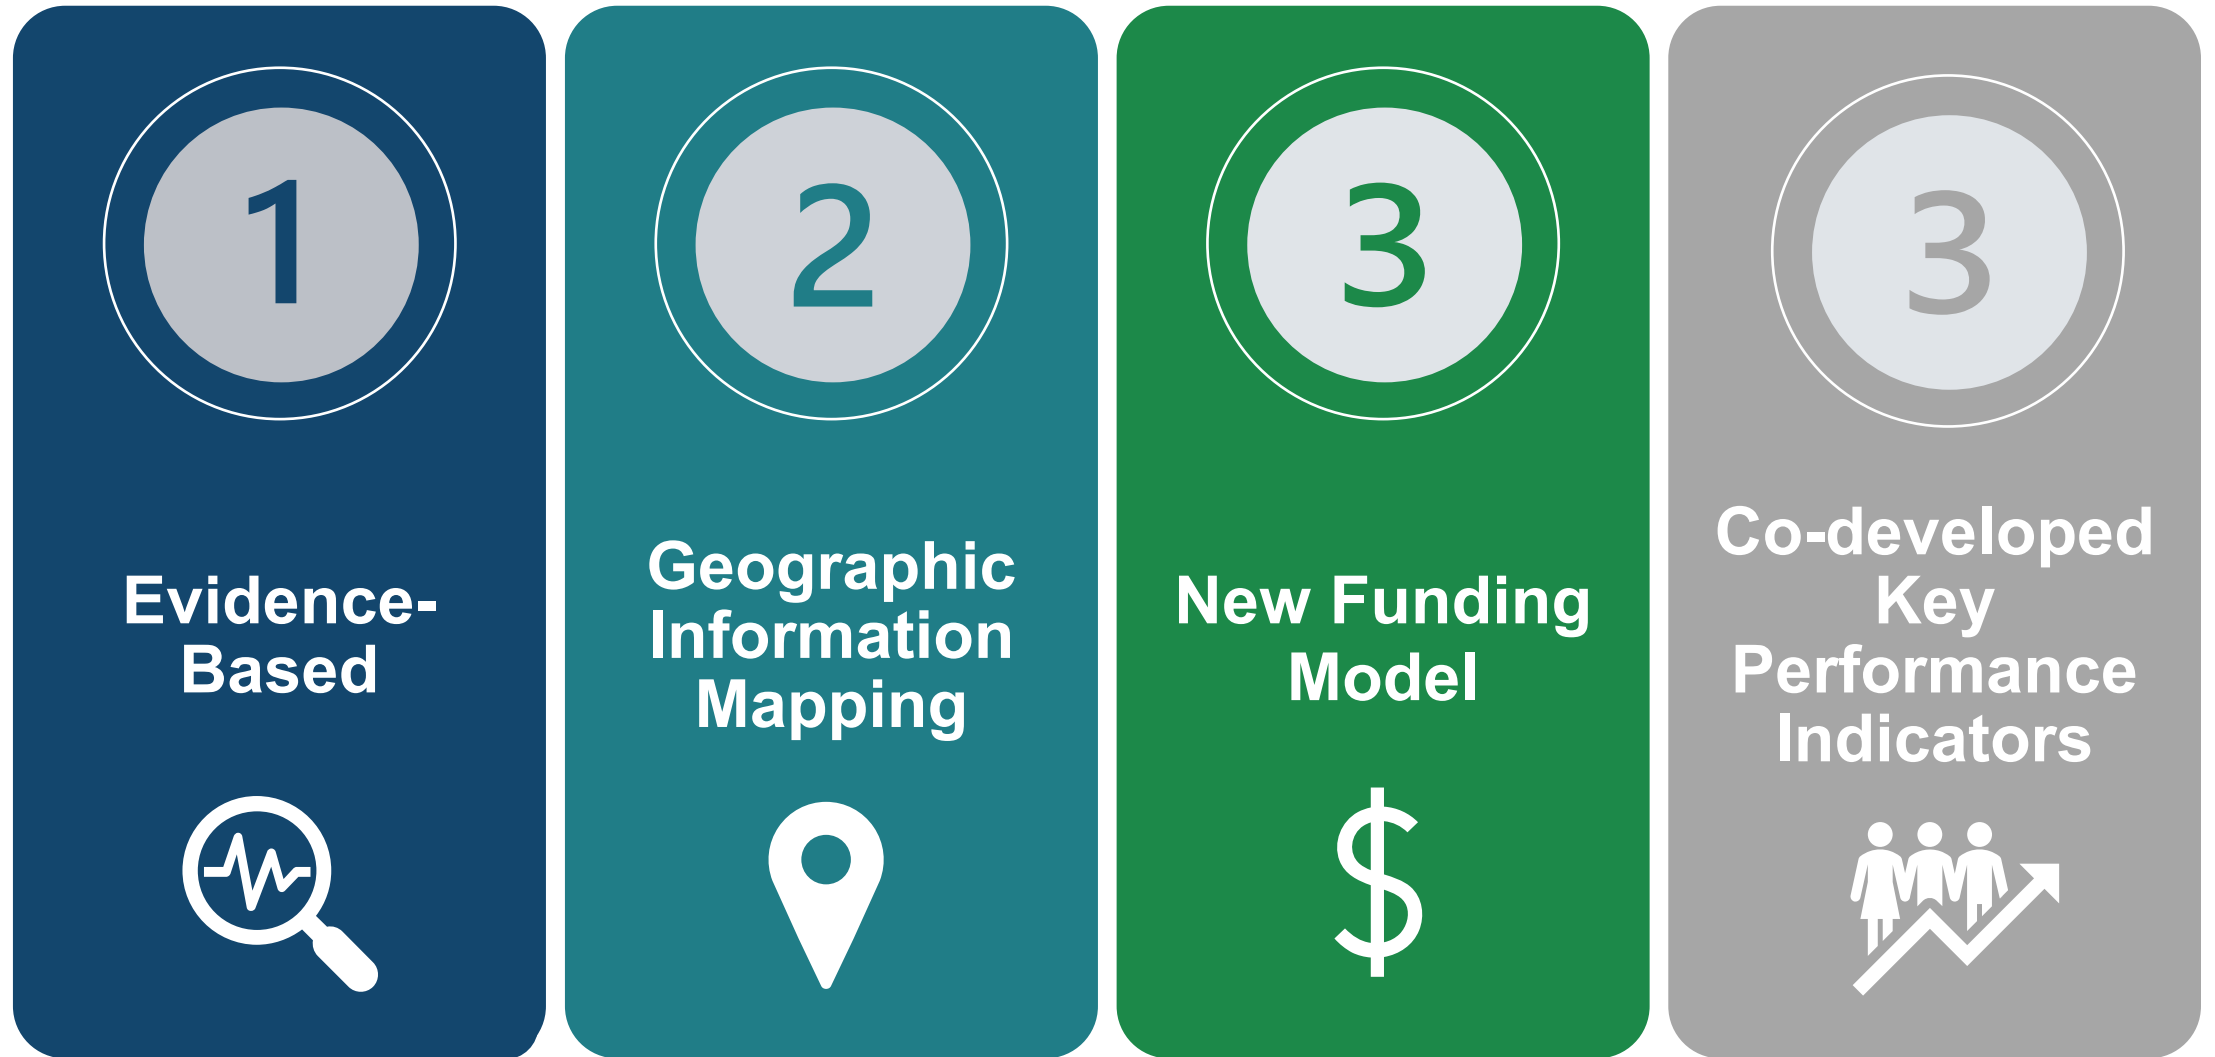 1
Evidence-
Based
2
Geographic
Information
Mapping
3
New Funding
Model
3
Co-developed
Key
Performance
Indicators